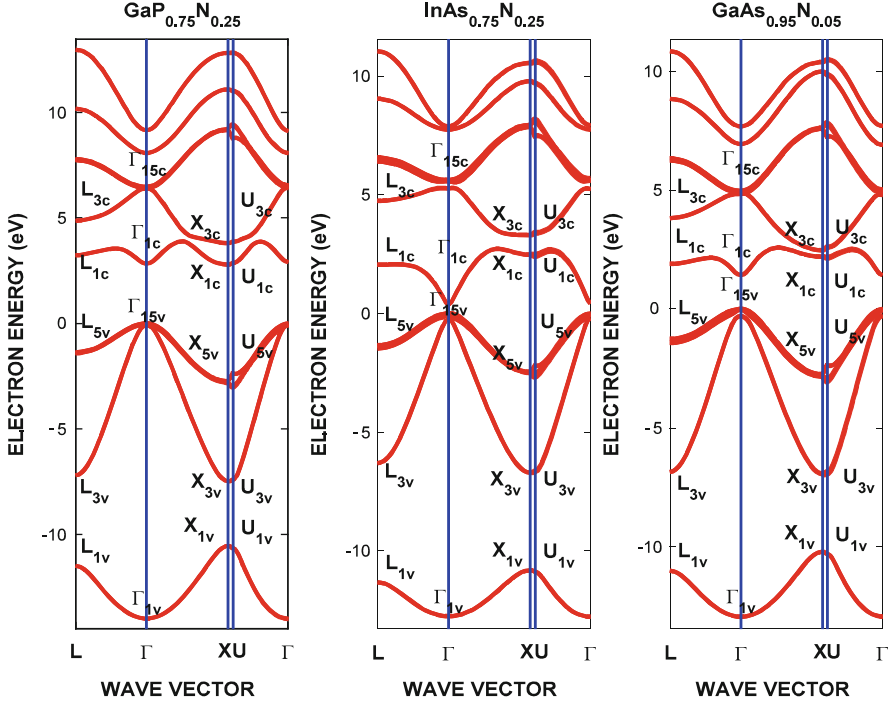 GaP0.75N0.25
ELECTRON ENERGY (eV)
10
5
0
-5
-10
Γ15c
L3c
Γ1c
X3c
U3c
L1c
X1c
U1c
Γ15v
L5v
X5v
U5v
L3v
X3v
U3v
X1v
U1v
L1v
Γ1v
L Γ XU Γ
WAVE VECTOR
InAs0.75N0.25
ELECTRON ENERGY (eV)
10
5
0
-5
-10
Γ15c
L3c
X3c
U3c
L1c
Γ1c
X1c
U1c
Γ15v
L5v
U5v
X5v
L3v
X3v
U3v
X1v
U1v
L1v
Γ1v
L Γ XU Γ
WAVE VECTOR
GaAs0.95N0.05
ELECTRON ENERGY (eV)
10
5
0
-5
-10
Γ15c
L3c
X3c
U3c
L1c
Γ1c
X1c
U1c
Γ15v
L5v
X5v
U5v
L3v
X3v
U3v
X1v
U1v
L1v
Γ1v
L Γ XU Γ
WAVE VECTOR